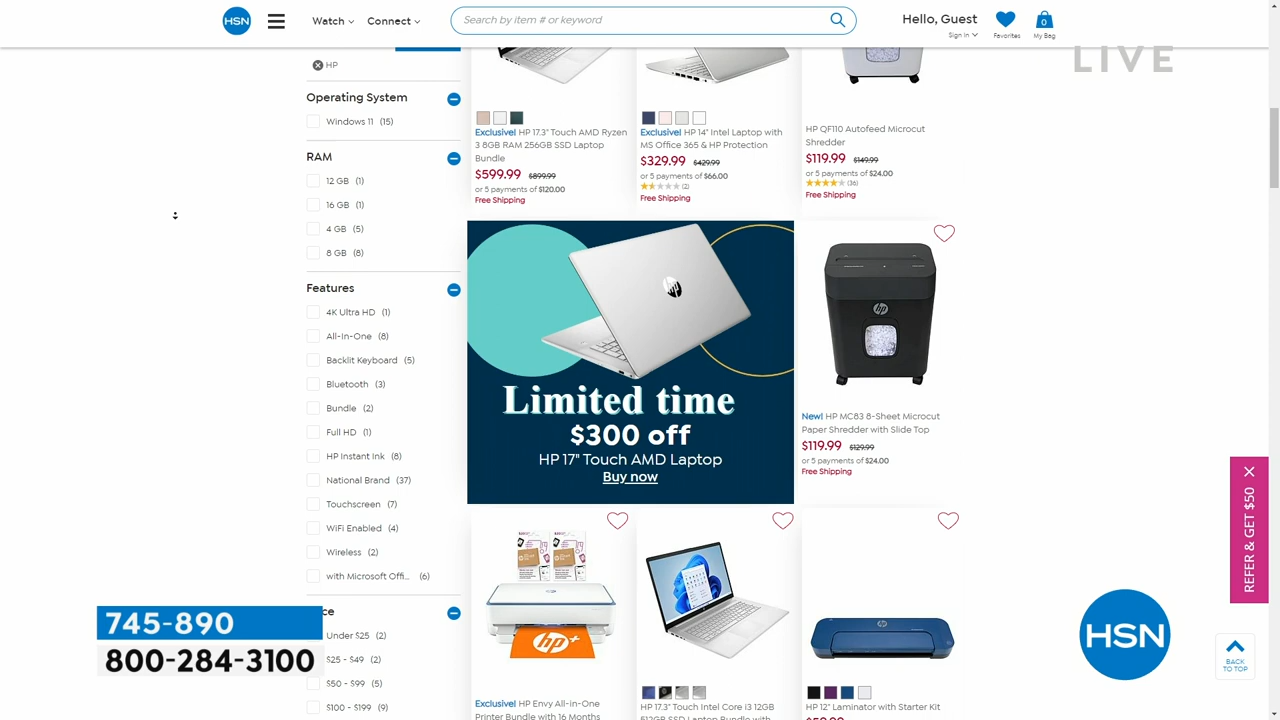 HSN
Watch
Connect
Search by item # or keyword
Hello, Guest
Sign In
Favorites
0
My Bag
LIVE
HP
Operating System
Windows 11 (15)
RAM
12 GB (1)
16 GB (1)
4 GB (5)
8 GB (8)
Features
4K Ultra HD (1)
All-In-One (8)
Backlit Keyboard (5)
Bluetooth (3)
Bundle (2)
Full HD (1)
HP Instant Ink (8)
National Brand (37)
Touchscreen (7)
WiFi Enabled (4)
Wireless (2)
with Microsoft Offi... (6)
ce
Under $25 (2)
$25 - $49 (2)
$50 - $99 (5)
$100 - $199 (9)
Exclusive! HP 17.3" Touch AMD Ryzen
3 8GB RAM 256GB SSD Laptop
Bundle
$599.99 $899.99
or 5 payments of $120.00
Free Shipping
Exclusive! HP 14" Intel Laptop with
MS Office 365 & HP Protection
$329.99 $429.99
or 5 payments of $66.00
(2)
Free Shipping
HP QF110 Autofeed Microcut
Shredder
$119.99 $149.99
or 5 payments of $24.00
(36)
Free Shipping
hp
Limited time
$300 off
HP 17" Touch AMD Laptop
Buy now
hp
New! HP MC83 8-Sheet Microcut
Paper Shredder with Slide Top
$119.99 $129.99
or 5 payments of $24.00
Free Shipping
hp+
Exclusive! HP Envy All-in-One
Printer Bundle with 16 Months
HP 17.3" Touch Intel Core i3 12GB
512GB SSD Laptop Bundle with
hp
HP 12" Laminator with Starter Kit
745-890
800-284-3100
REFER & GET $50
HSN
BACK
TO TOP